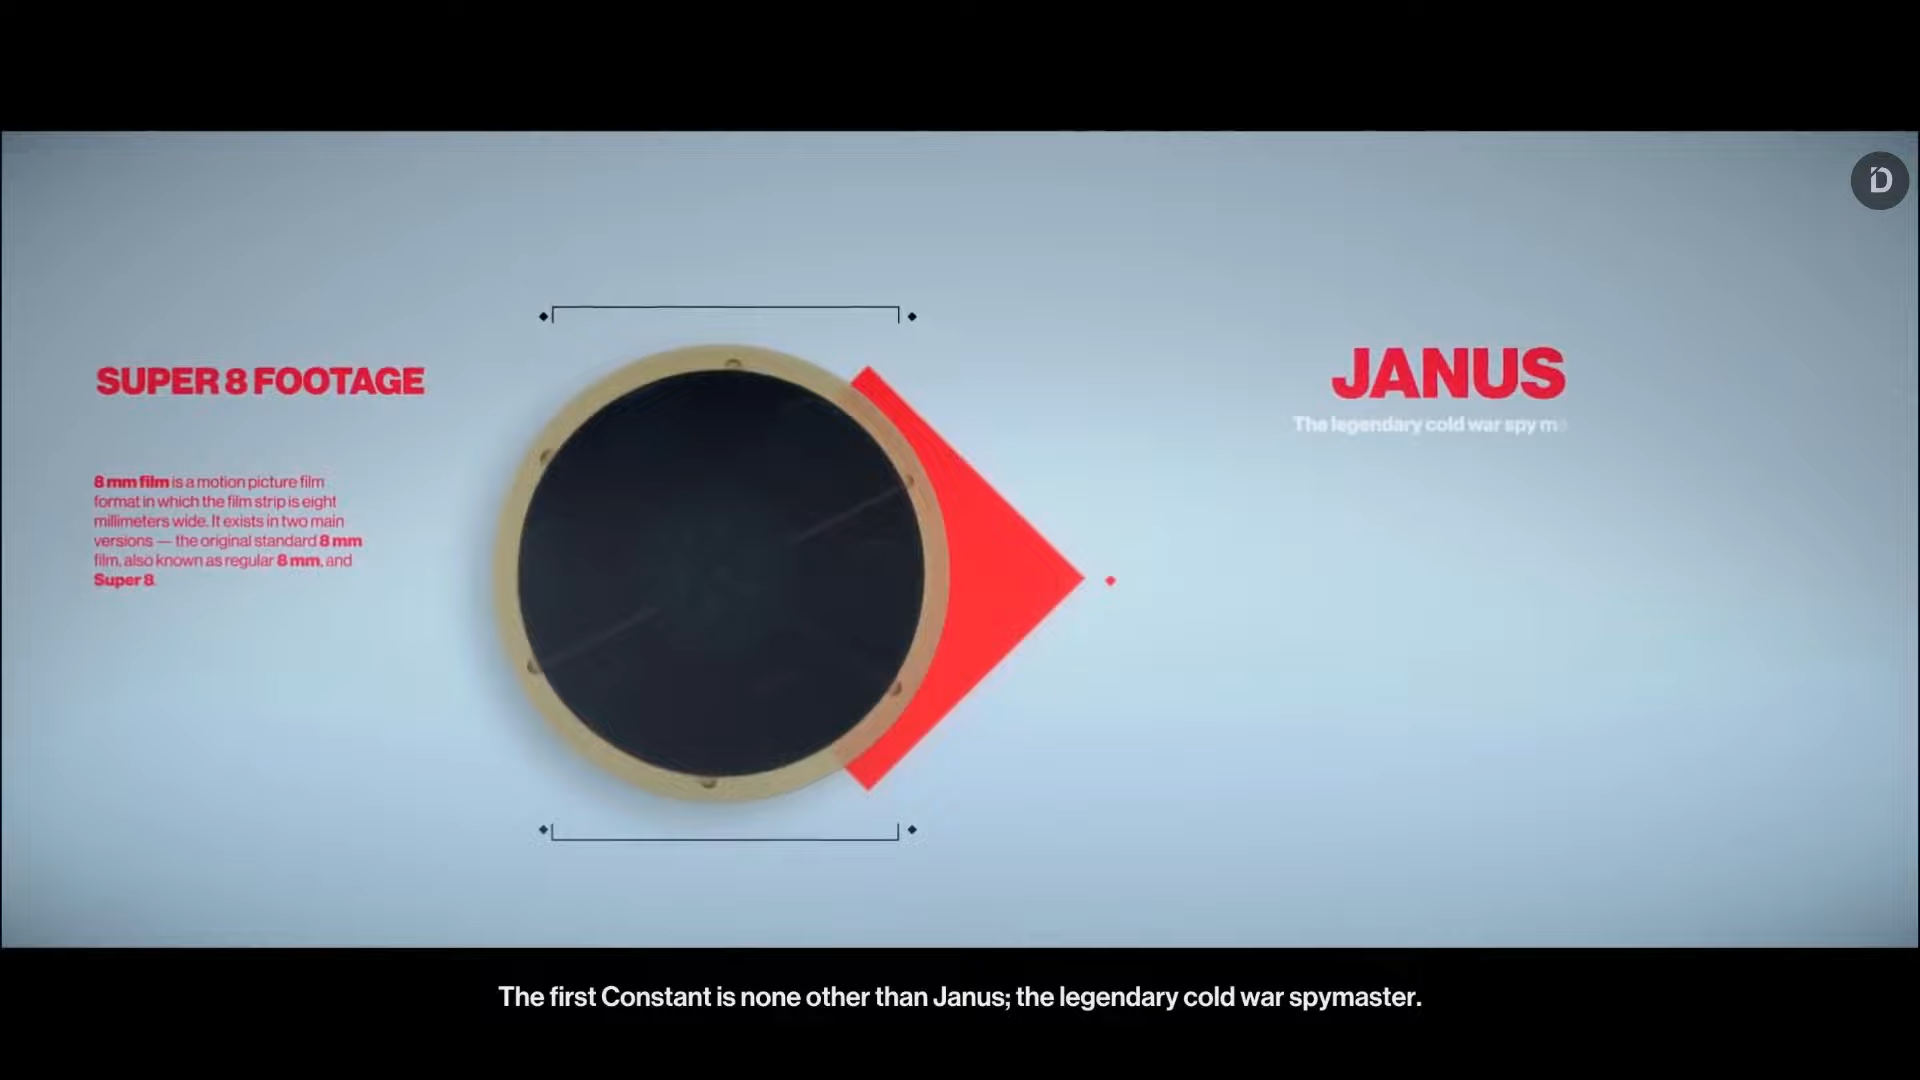 D
SUPER 8 FOOTAGE
8 mm film is a motion picture film
format in which the film strip is eight
millimeters wide. It exists in two main
versions — the original standard 8 mm
film, also known as regular 8 mm, and
Super 8.
JANUS
The legendary cold war spy m
The first Constant is none other than Janus; the legendary cold war spymaster.